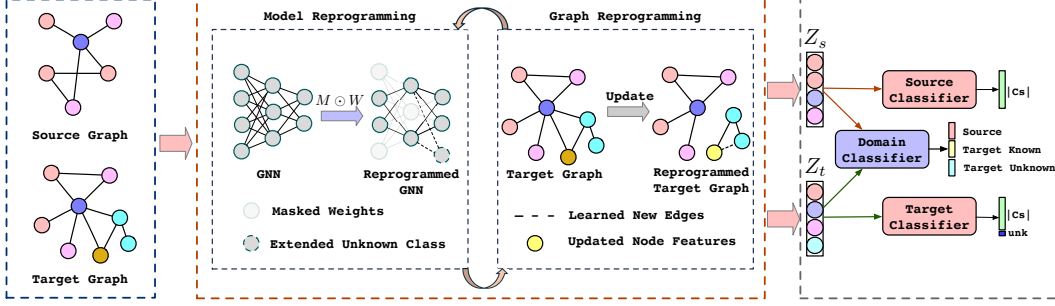 Source Graph
Target Graph
Model Reprogramming
Graph Reprogramming
M ⊙ W
GNN
Reprogrammed
GNN
Masked Weights
Extended Unknown Class
Update
Target Graph
Reprogrammed
Target Graph
Learned New Edges
Updated Node Features
Z_s
Source
Classifier
|Cs|
Domain
Classifier
Source
Target Known
Target Unknown
Z_t
Target
Classifier
|Cs|
unk